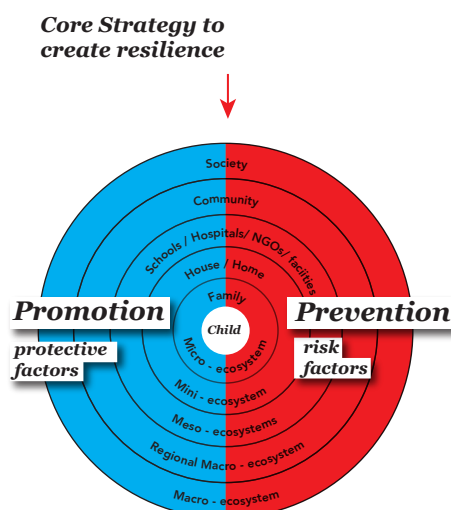 Core Strategy to
create resilience
Society
Community
Schools / Hospitals/ NGOs/ faciities
House / Home
Family
Promotion
Child
Prevention
protective
factors
risk
factors
Micro - ecosystem
Mini - ecosystem
Meso - ecosystems
Regional Macro - ecosystem
Macro - ecosystem